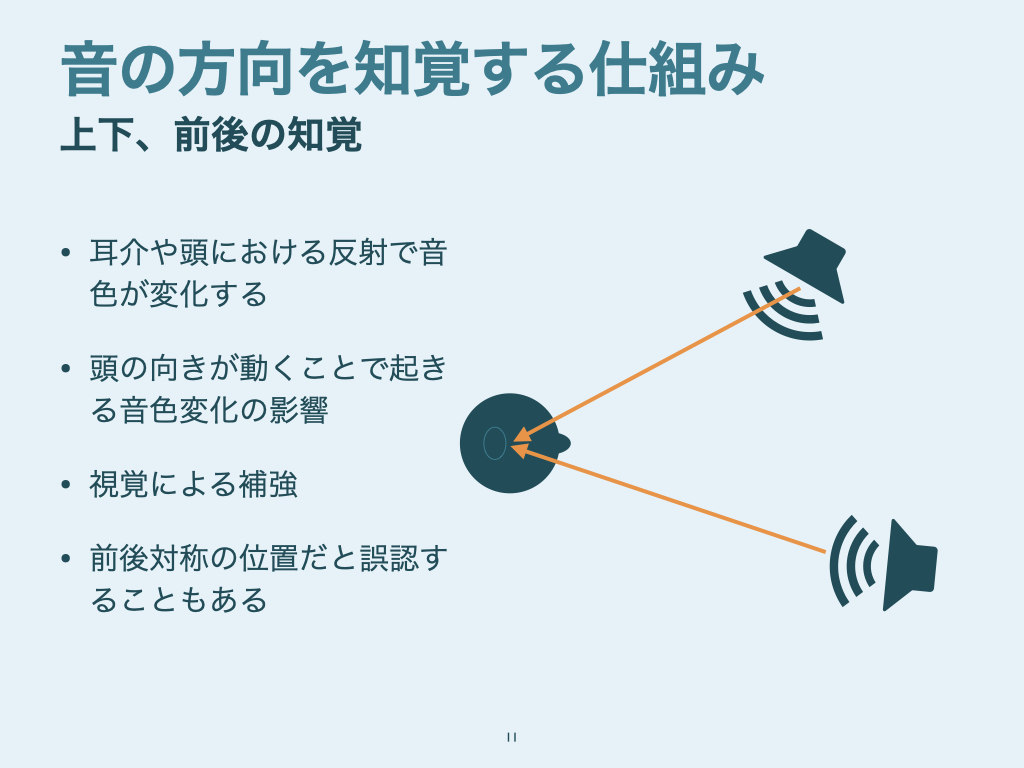 音の方向を知覚する仕組み
上下、前後の知覚
• 耳介や頭における反射で音
色が変化する
• 頭の向きが動くことで起き
る音色変化の影響
• 視覚による補強
• 前後対称の位置だと誤認す
ることもある
11